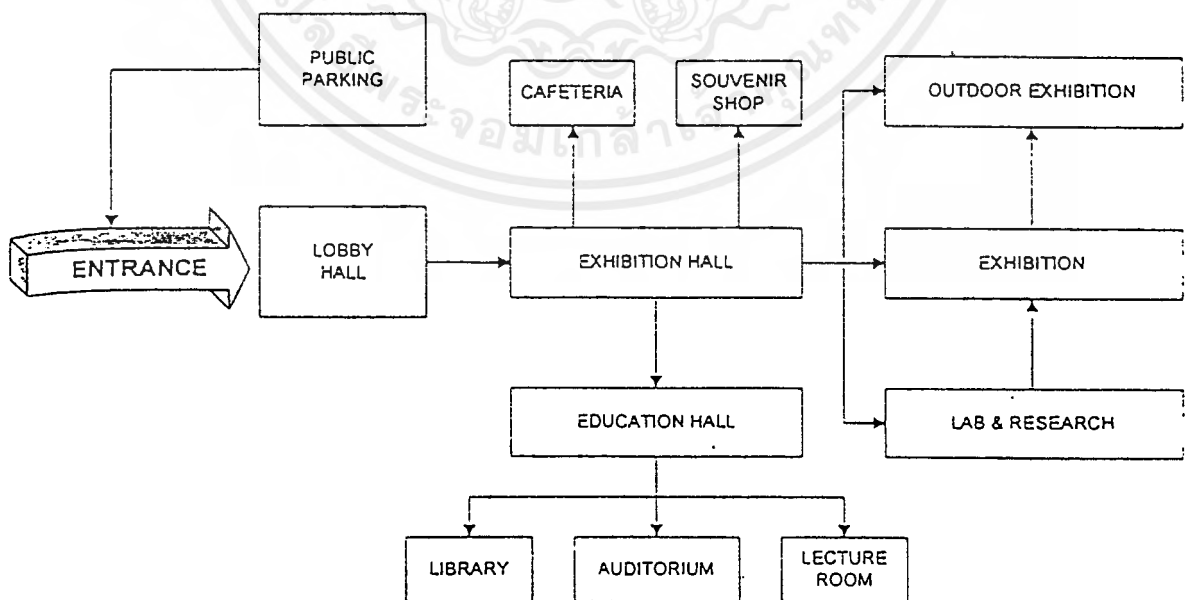 PUBLIC
PARKING
CAFETERIA
SOUVENIR
SHOP
OUTDOOR EXHIBITION
ENTRANCE
LOBBY
HALL
EXHIBITION HALL
EXHIBITION
EDUCATION HALL
LAB & RESEARCH
LIBRARY
AUDITORIUM
LECTURE
ROOM